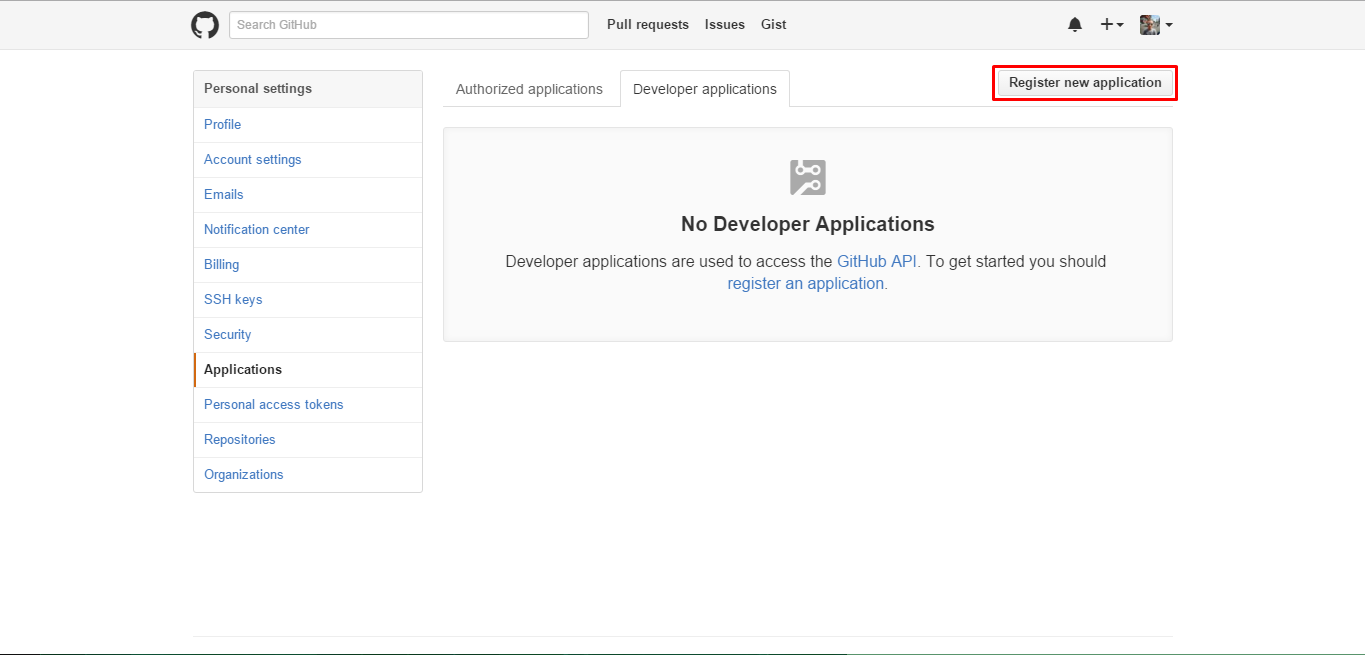 Search GitHub
Pull requests
Issues
Gist
Personal settings
Profile
Account settings
Emails
Notification center
Billing
SSH keys
Security
Applications
Personal access tokens
Repositories
Organizations
Authorized applications
Developer applications
Register new application
No Developer Applications
Developer applications are used to access the GitHub API. To get started you should
register an application.